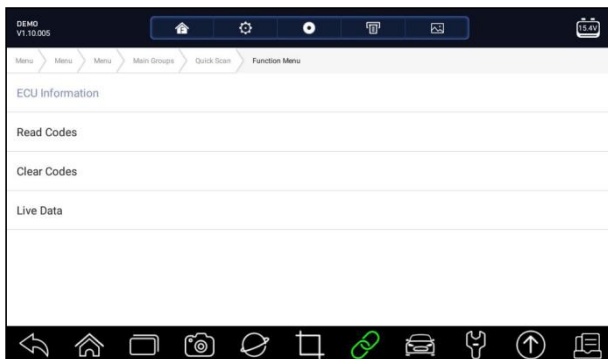 DEMO
V1.10.005
15.4V
Menu Menu Menu Main Groups Quick Scan Function Menu
ECU Information
Read Codes
Clear Codes
Live Data